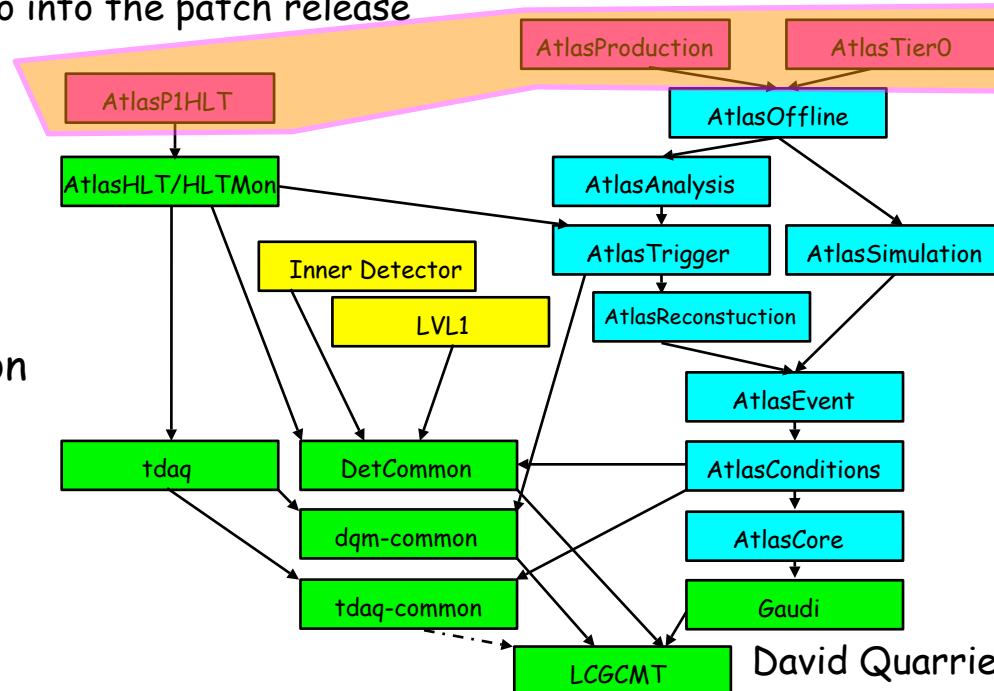 o into the patch release
AtlasProduction
AtlasTier0
AtlasP1HLT
AtlasOffline
AtlasHLT/HLTMon
AtlasAnalysis
AtlasTrigger
AtlasSimulation
Inner Detector
AtlasReconstuction
LVL1
on
AtlasEvent
tdaq
DetCommon
AtlasConditions
dqm-common
AtlasCore
tdaq-common
Gaudi
LCGCMT
David Quarrie